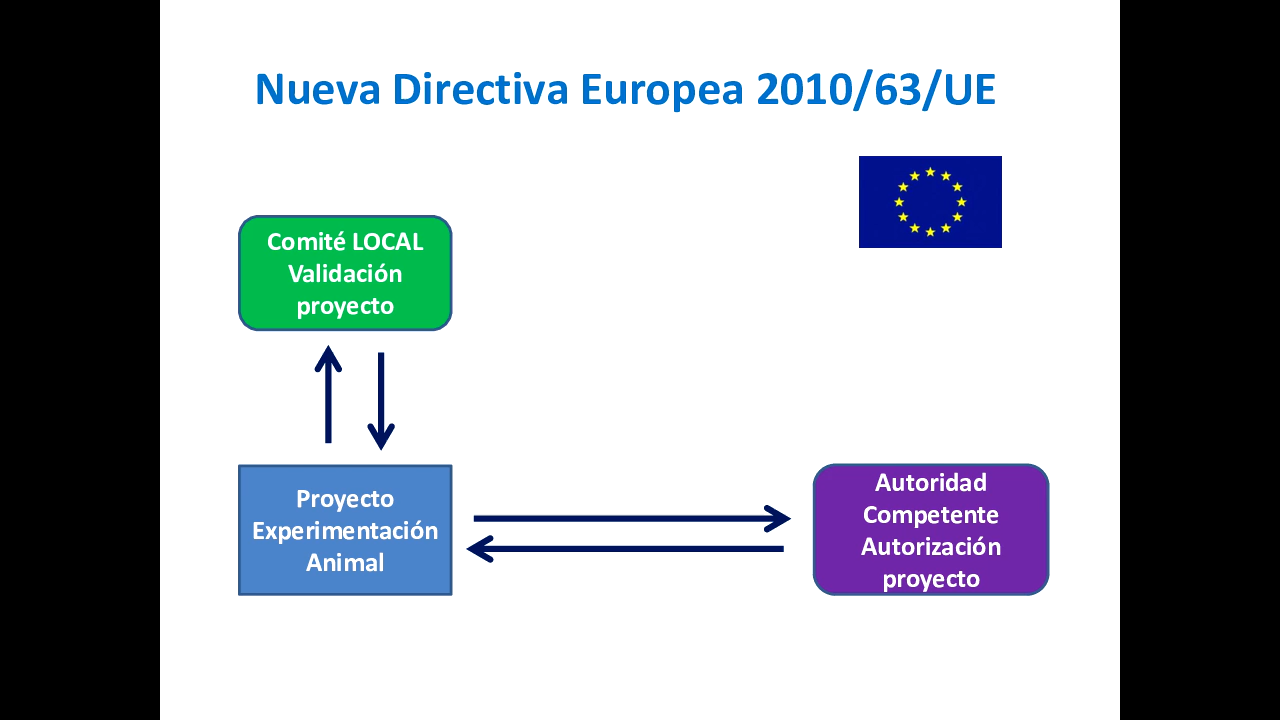 Nueva Directiva Europea 2010/63/UE
Comité LOCAL
Validación
proyecto
Proyecto
Experimentación
Animal
Autoridad
Competente
Autorización
proyecto